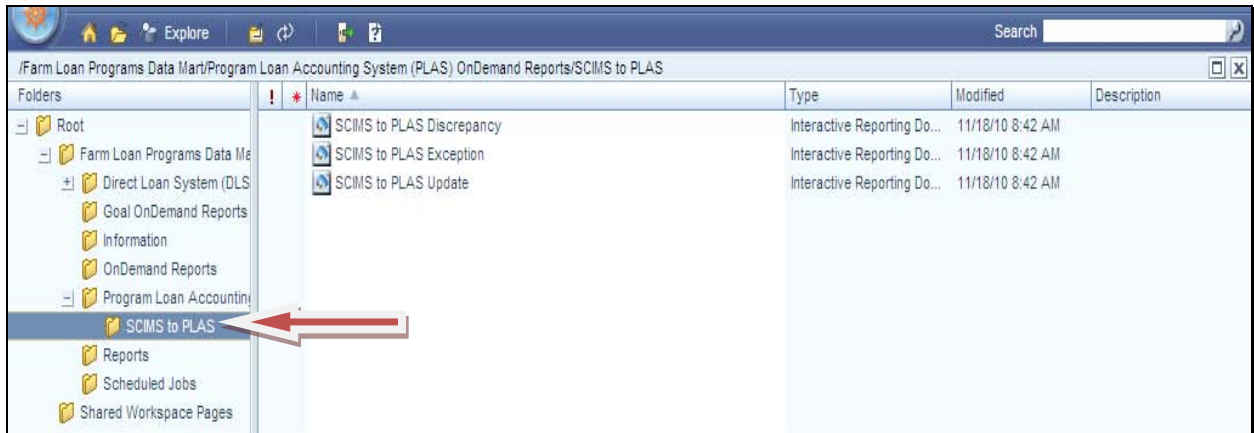 Explore Search
/Farm Loan Programs Data Mart/Program Loan Accounting System (PLAS) OnDemand Reports/SCIMS to PLAS
Folders ! * Name Type Modified Description
Root SCIMS to PLAS Discrepancy Interactive Reporting Do... 11/18/10 8:42 AM
Farm Loan Programs Data Ma SCIMS to PLAS Exception Interactive Reporting Do... 11/18/10 8:42 AM
Direct Loan System (DLS SCIMS to PLAS Update Interactive Reporting Do... 11/18/10 8:42 AM
Goal OnDemand Reports
Information
OnDemand Reports
Program Loan Accounting
SCIMS to PLAS
Reports
Scheduled Jobs
Shared Workspace Pages